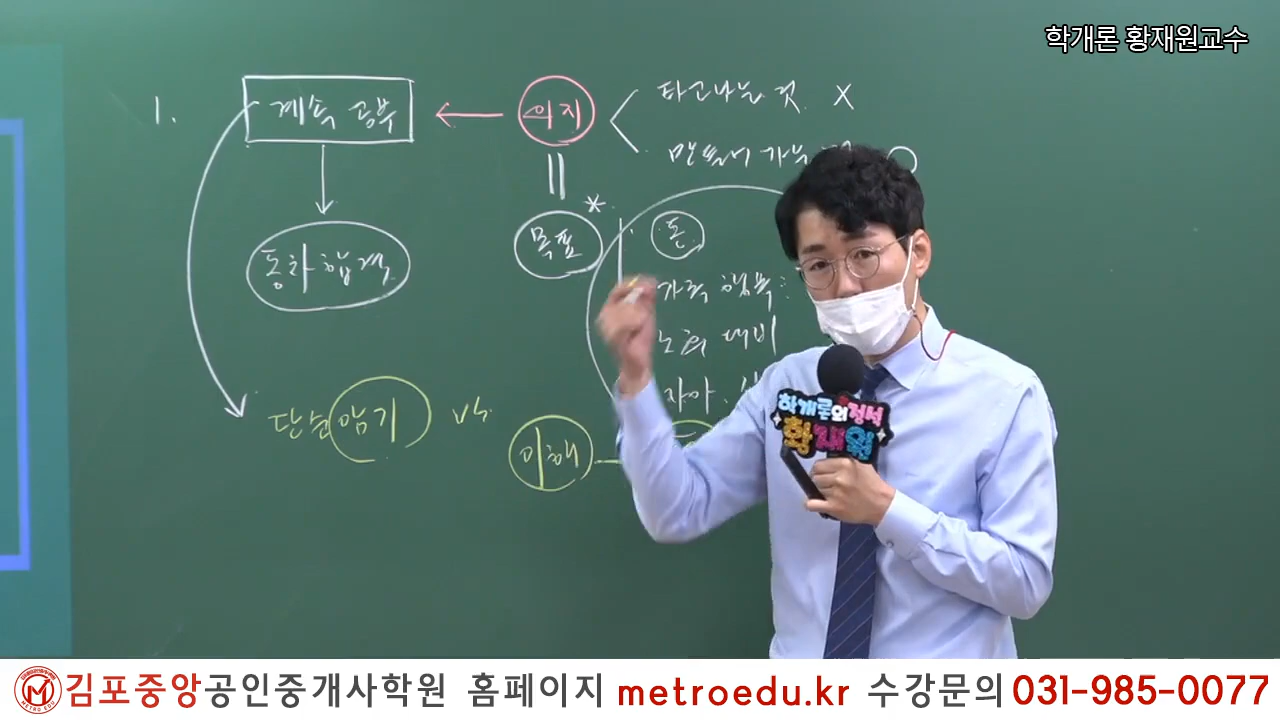 학개론 황재원교수
1. 계속 공부 ← 의지
타고나는 것 X
만들어 가는
목표 *
돈
동차합격
가족 행복
노후 대비
자아
단순암기 vs 이해
학개론의정석
황재원
METRO EDU
김포중앙공인중개사학원 홈페이지 metroedu.kr 수강문의 031-985-0077